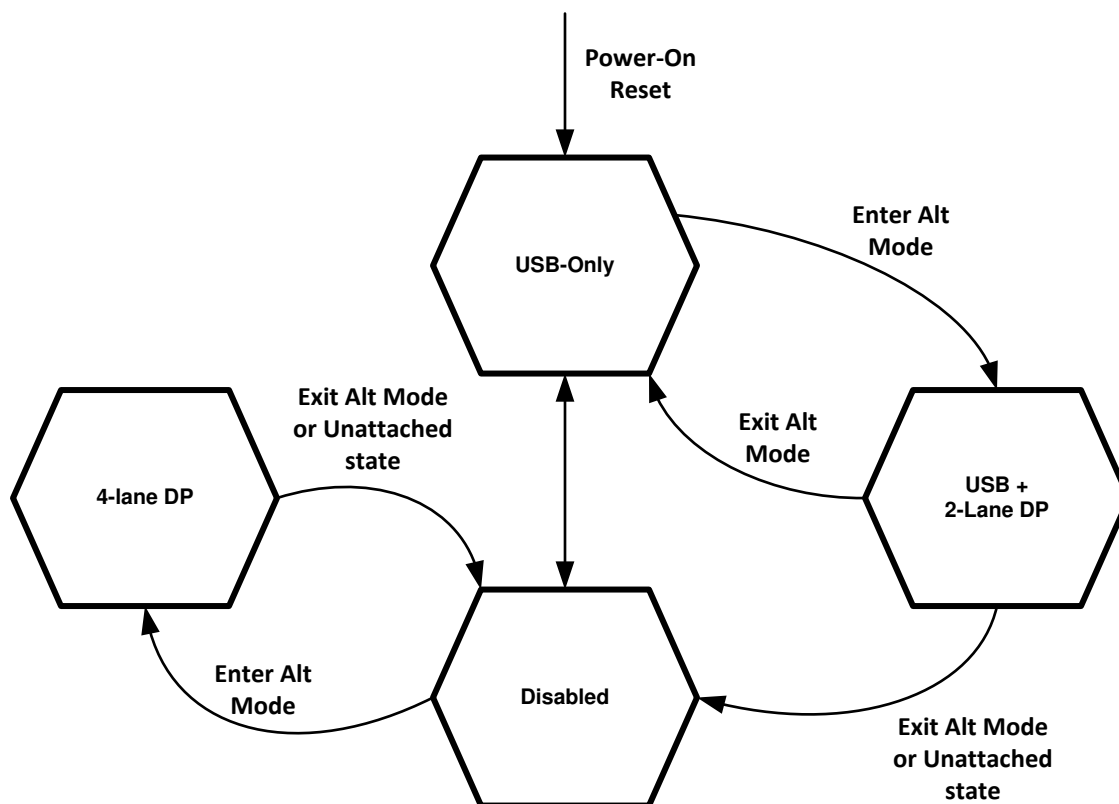 Power-On
Reset
Enter Alt
Mode
USB-Only
Exit Alt Mode
or Unattached
state
Exit Alt
Mode
4-lane DP
USB +
2-Lane DP
Enter Alt
Mode
Disabled
Exit Alt Mode
or Unattached
state